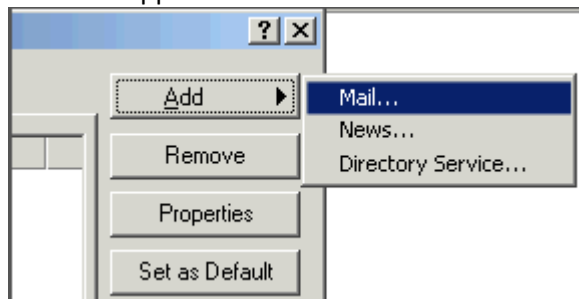 Add
Mail...
News...
Remove
Directory Service...
Properties
Set as Default